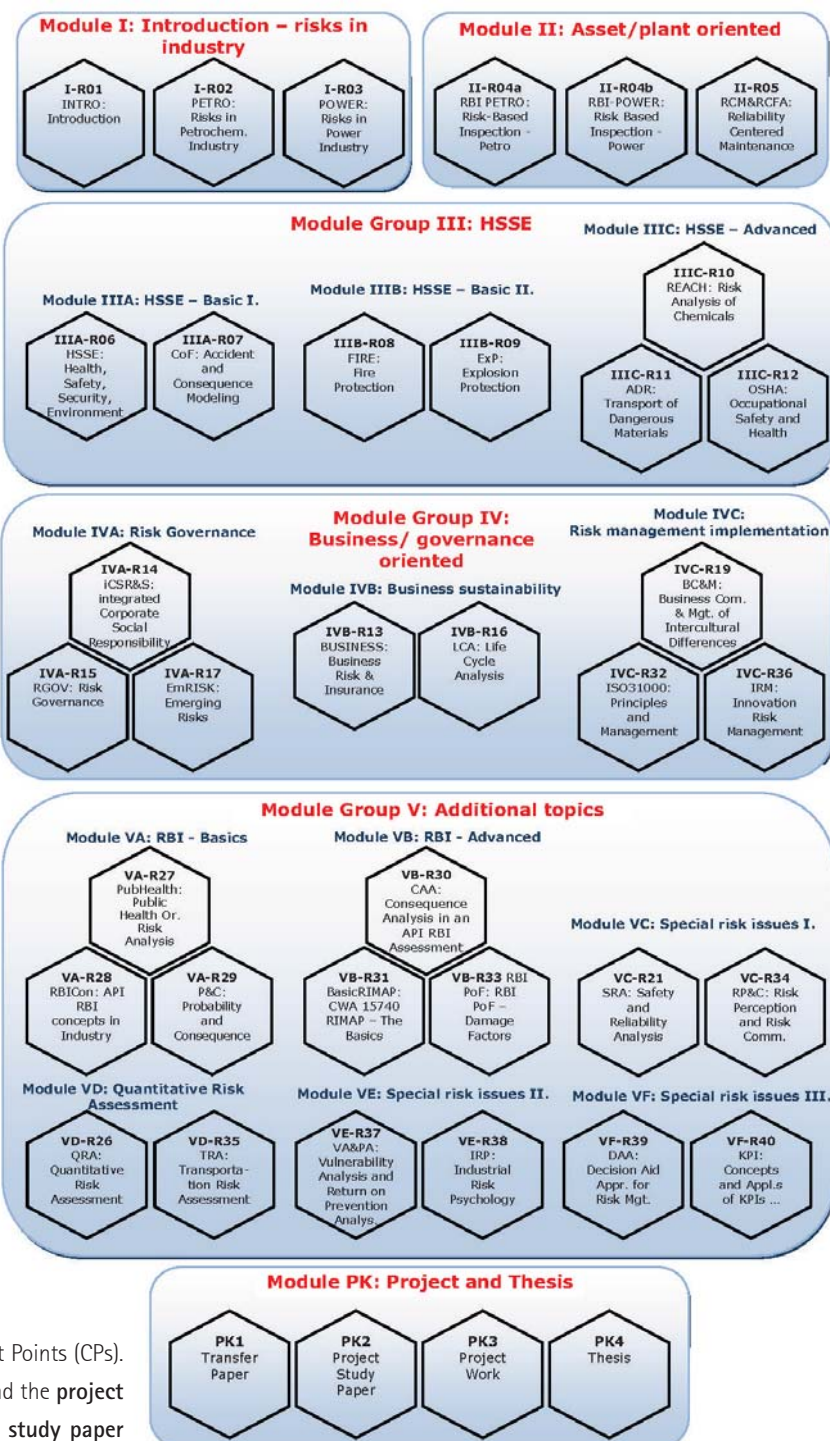 Module I: Introduction – risks in
industry
I-R01
INTRO:
Introduction
I-R02
PETRO:
Risks in
Petrochem.
Industry
I-R03
POWER:
Risks in
Power
Industry
Module II: Asset/plant oriented
II-R04a
RBI PETRO:
Risk-Based
Inspection -
Petro
II-R04b
RBI-POWER:
Risk Based
Inspection -
Power
II-R05
RCM&RCFA:
Reliability
Centered
Maintenance
Module Group III: HSSE
Module IIIA: HSSE – Basic I.
IIIA-R06
HSSE:
Health,
Safety,
Security,
Environment
IIIA-R07
CoF: Accident
and
Consequence
Modeling
Module IIIB: HSSE – Basic II.
IIIB-R08
FIRE:
Fire
Protection
IIIB-R09
ExP:
Explosion
Protection
Module IIIC: HSSE – Advanced
IIIC-R10
REACH: Risk
Analysis of
Chemicals
IIIC-R11
ADR:
Transport of
Dangerous
Materials
IIIC-R12
OSHA:
Occupational
Safety and
Health
Module Group IV:
Business/ governance
oriented
Module IVA: Risk Governance
IVA-R14
iCSR&S:
integrated
Corporate
Social
Responsibility
IVA-R15
RGOV: Risk
Governance
IVA-R17
EmRISK:
Emerging
Risks
Module IVB: Business sustainability
IVB-R13
BUSINESS:
Business
Risk &
Insurance
IVB-R16
LCA: Life
Cycle
Analysis
Module IVC:
Risk management implementation
IVC-R19
BC&M:
Business Com.
& Mgt. of
Intercultural
Differences
IVC-R32
ISO31000:
Principles
and
Management
IVC-R36
IRM:
Innovation
Risk
Management
Module Group V: Additional topics
Module VA: RBI - Basics
VA-R27
PubHealth:
Public
Health Or.
Risk
Analysis
VA-R28
RBICon: API
RBI
concepts in
Industry
VA-R29
P&C:
Probability
and
Consequence
Module VB: RBI - Advanced
VB-R30
CAA:
Consequence
Analysis in an
API RBI
Assessment
VB-R31
BasicRIMAP:
CWA 15740
RIMAP – The
Basics
VB-R33 RBI
PoF: RBI
PoF –
Damage
Factors
Module VC: Special risk issues I.
VC-R21
SRA: Safety
and
Reliability
Analysis
VC-R34
RP&C: Risk
Perception
and Risk
Comm.
Module VD: Quantitative Risk
Assessment
VD-R26
QRA:
Quantitative
Risk
Assessment
VD-R35
TRA:
Transporta-
tion Risk
Assessment
Module VE: Special risk issues II.
VE-R37
VA&PA:
Vulnerability
Analysis and
Return on
Prevention
Analys.
VE-R38
IRP:
Industrial
Risk
Psychology
Module VF: Special risk issues III.
VF-R39
DAA:
Decision Aid
Appr. for
Risk Mgt.
VF-R40
KPI:
Concepts
and Appl.s
of KPIs ...
Module PK: Project and Thesis
PK1
Transfer
Paper
PK2
Project
Study
Paper
PK3
Project
Work
PK4
Thesis
t Points (CPs).
nd the project
study paper